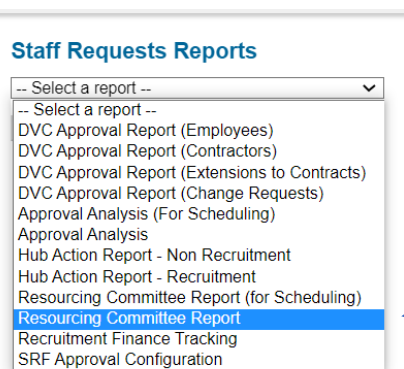 Staff Requests Reports
-- Select a report --
-- Select a report --
DVC Approval Report (Employees)
DVC Approval Report (Contractors)
DVC Approval Report (Extensions to Contracts)
DVC Approval Report (Change Requests)
Approval Analysis (For Scheduling)
Approval Analysis
Hub Action Report - Non Recruitment
Hub Action Report - Recruitment
Resourcing Committee Report (for Scheduling)
Resourcing Committee Report
Recruitment Finance Tracking
SRF Approval Configuration